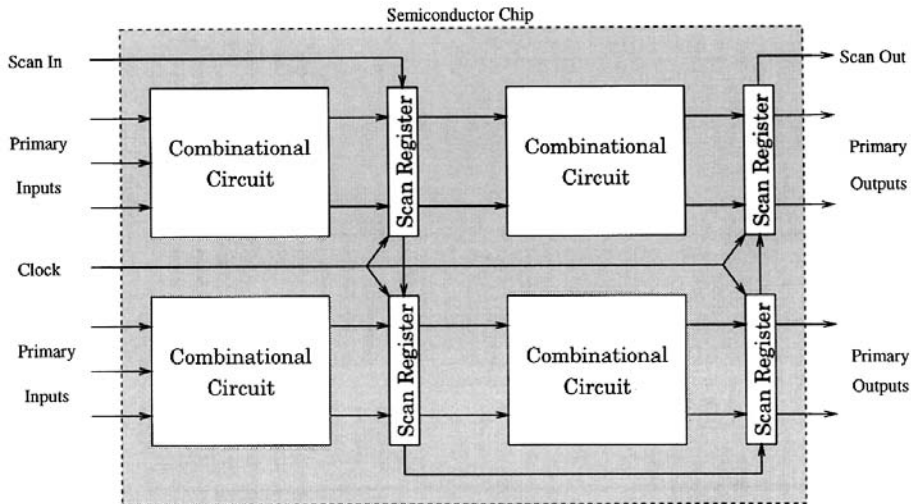 Semiconductor Chip
Scan In
Scan Out
Primary
Inputs
Combinational
Circuit
Scan Register
Combinational
Circuit
Scan Register
Primary
Outputs
Clock
Primary
Inputs
Combinational
Circuit
Scan Register
Combinational
Circuit
Scan Register
Primary
Outputs